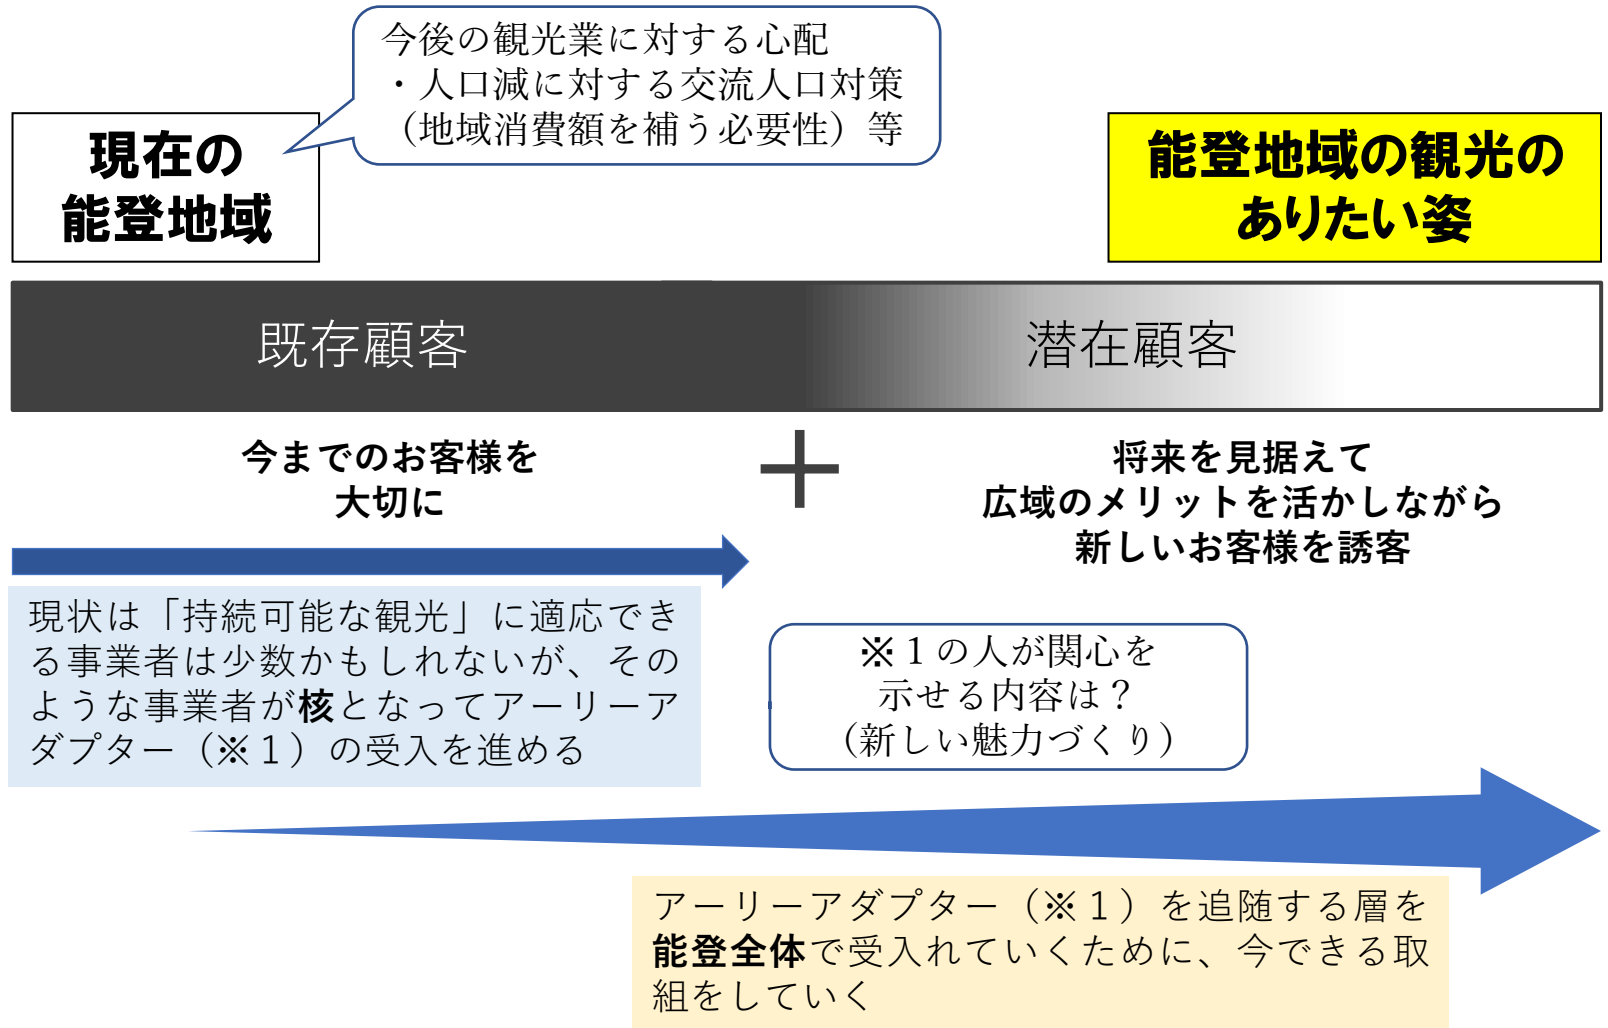 今後の観光業に対する心配
・人口減に対する交流人口対策
（地域消費額を補う必要性）等
現在の
能登地域
能登地域の観光の
ありたい姿
既存顧客
潜在顧客
今までのお客様を
大切に
＋
将来を見据えて
広域のメリットを活かしながら
新しいお客様を誘客
現状は「持続可能な観光」に適応でき
る事業者は少数かもしれないが、その
ような事業者が核となってアーリーア
ダプター（※１）の受入を進める
※１の人が関心を
示せる内容は？
（新しい魅力づくり）
アーリーアダプター（※１）を追随する層を
能登全体で受入れていくために、今できる取
組をしていく